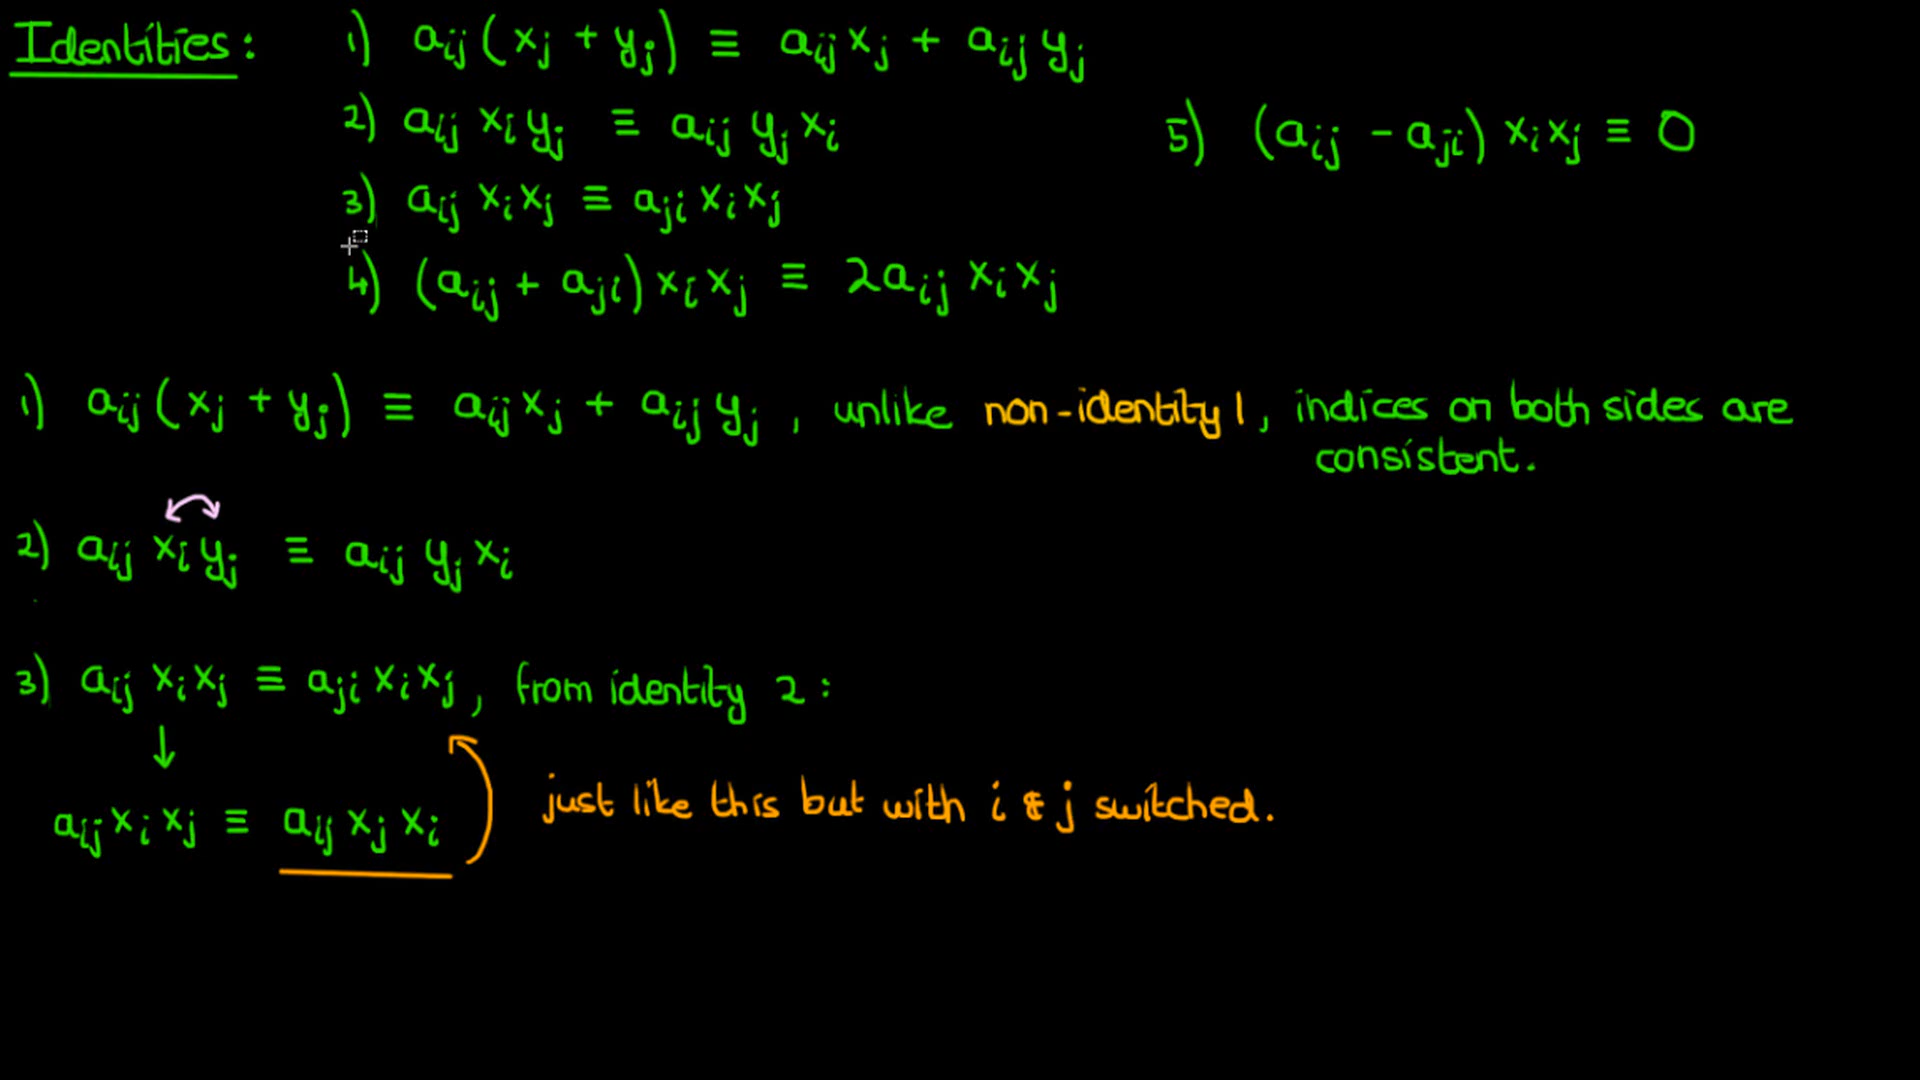 Identities: 1) aij (xj + yj) ≡ aij xj + aij yj
2) aij xi yj ≡ aij yj xi
5) (aij - aji) xi xj ≡ 0
3) aij xi xj ≡ aji xi xj
4) (aij + aji) xi xj ≡ 2aij xi xj
1) aij (xj + yj) ≡ aij xj + aij yj , unlike non-identity 1, indices on both sides are
consistent.
2) aij xi yj ≡ aij yj xi
3) aij xi xj ≡ aji xi xj , from identity 2 :
↓
aij xi xj ≡ aij xj xi just like this but with i & j switched.